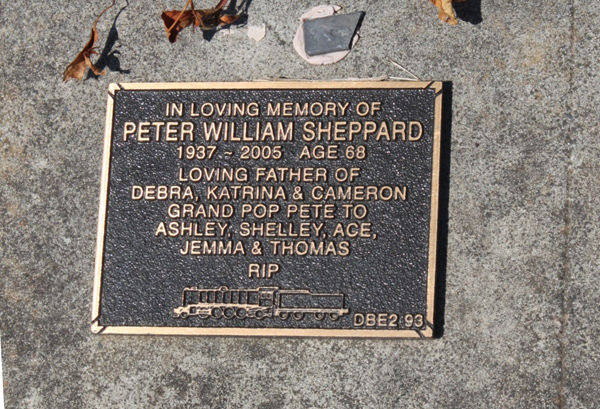 IN LOVING MEMORY OF
PETER WILLIAM SHEPPARD
1937 ~ 2005 AGE 68
LOVING FATHER OF
DEBRA, KATRINA & CAMERON
GRAND POP PETE TO
ASHLEY, SHELLEY, ACE,
JEMMA & THOMAS
RIP
DBE2 93